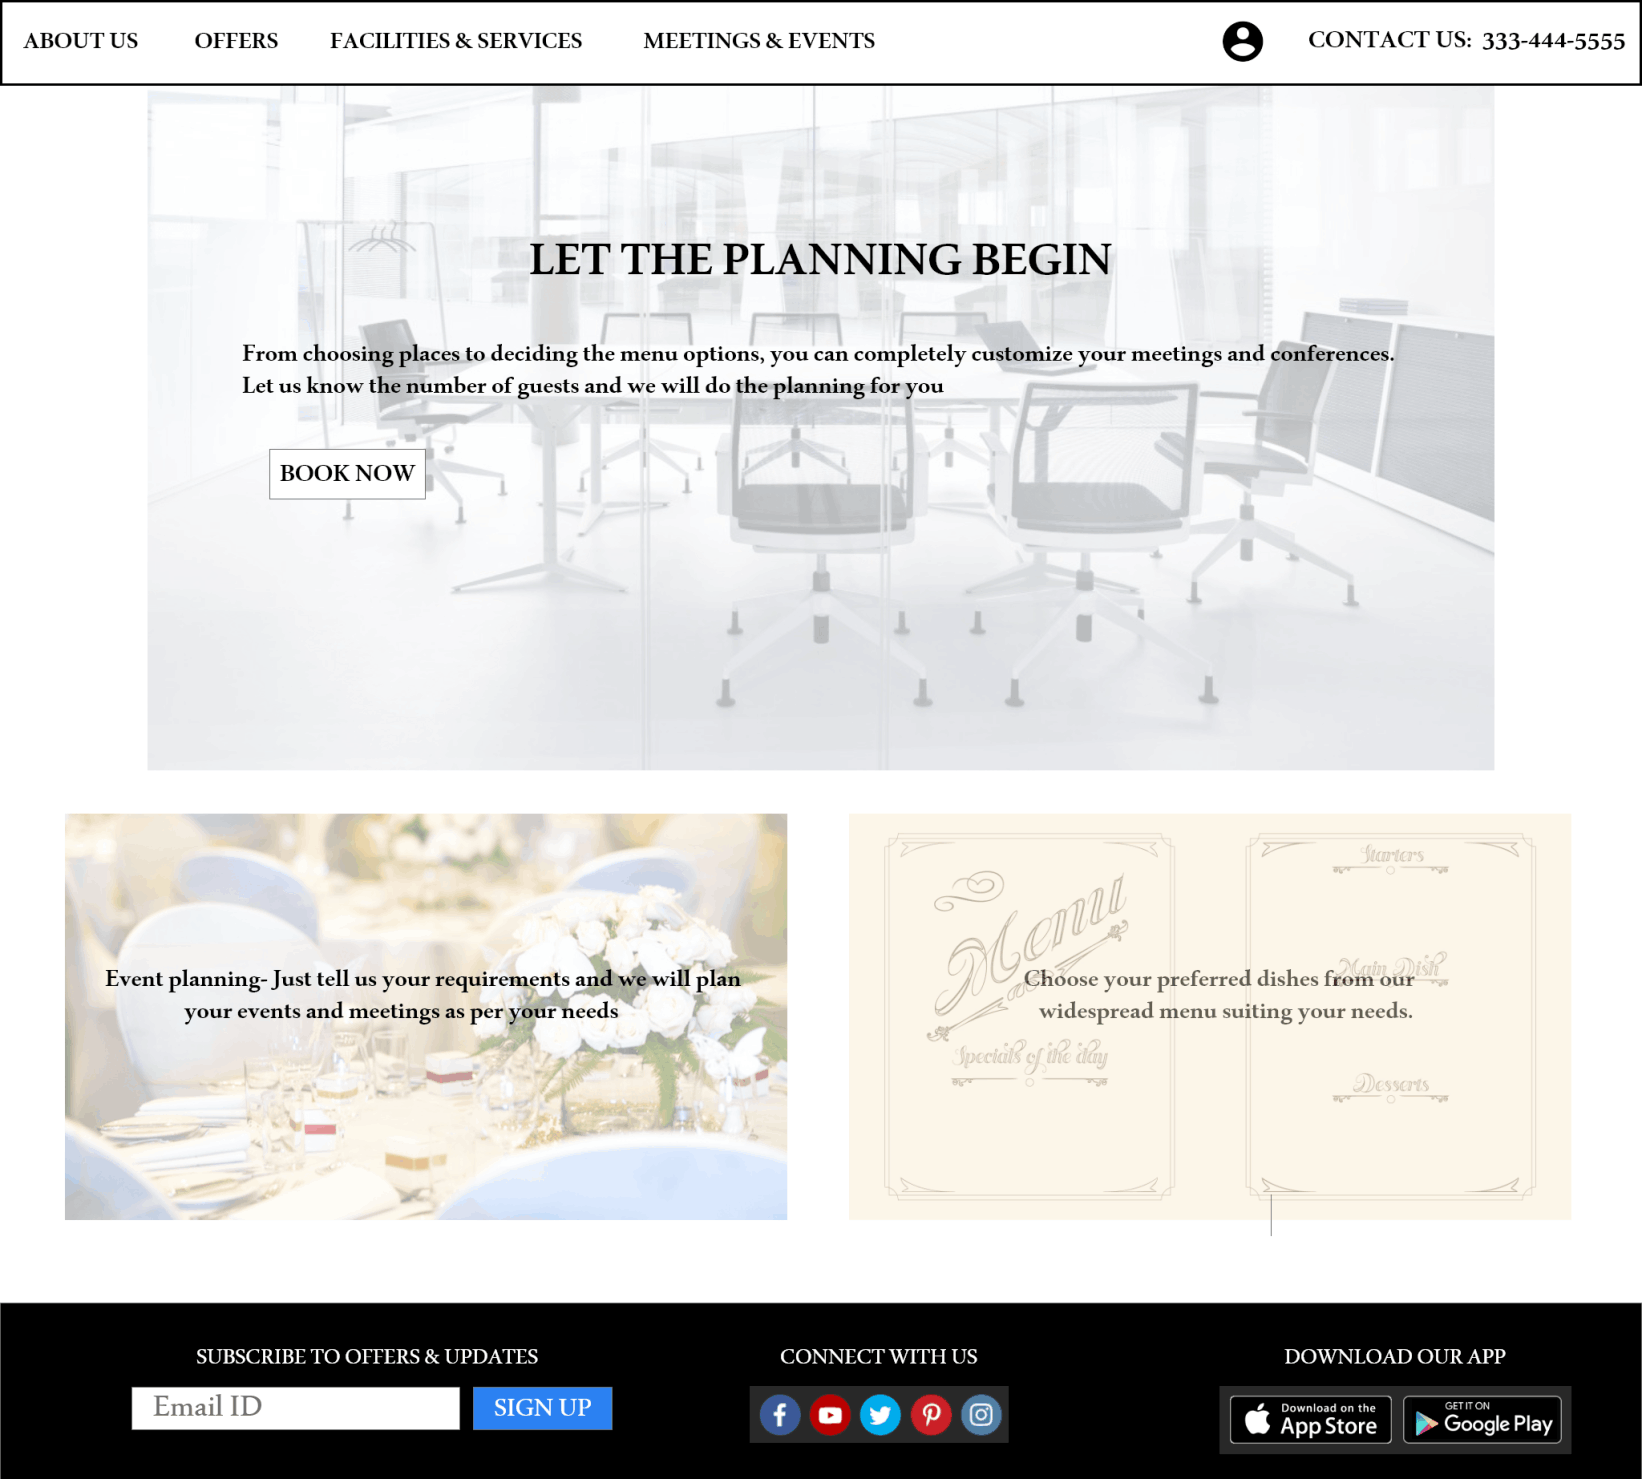 ABOUT US
OFFERS
FACILITIES & SERVICES
MEETINGS & EVENTS
CONTACT US: 333-444-5555
LET THE PLANNING BEGIN
From choosing places to deciding the menu options, you can completely customize your meetings and conferences.
Let us know the number of guests and we will do the planning for you
BOOK NOW
Event planning- Just tell us your requirements and we will plan
your events and meetings as per your needs
Menu
Specials of the day
Starters
Main Dish
Desserts
Choose your preferred dishes from our
widespread menu suiting your needs.
SUBSCRIBE TO OFFERS & UPDATES
Email ID
SIGN UP
CONNECT WITH US
DOWNLOAD OUR APP
Download on the
App Store
GET IT ON
Google Play